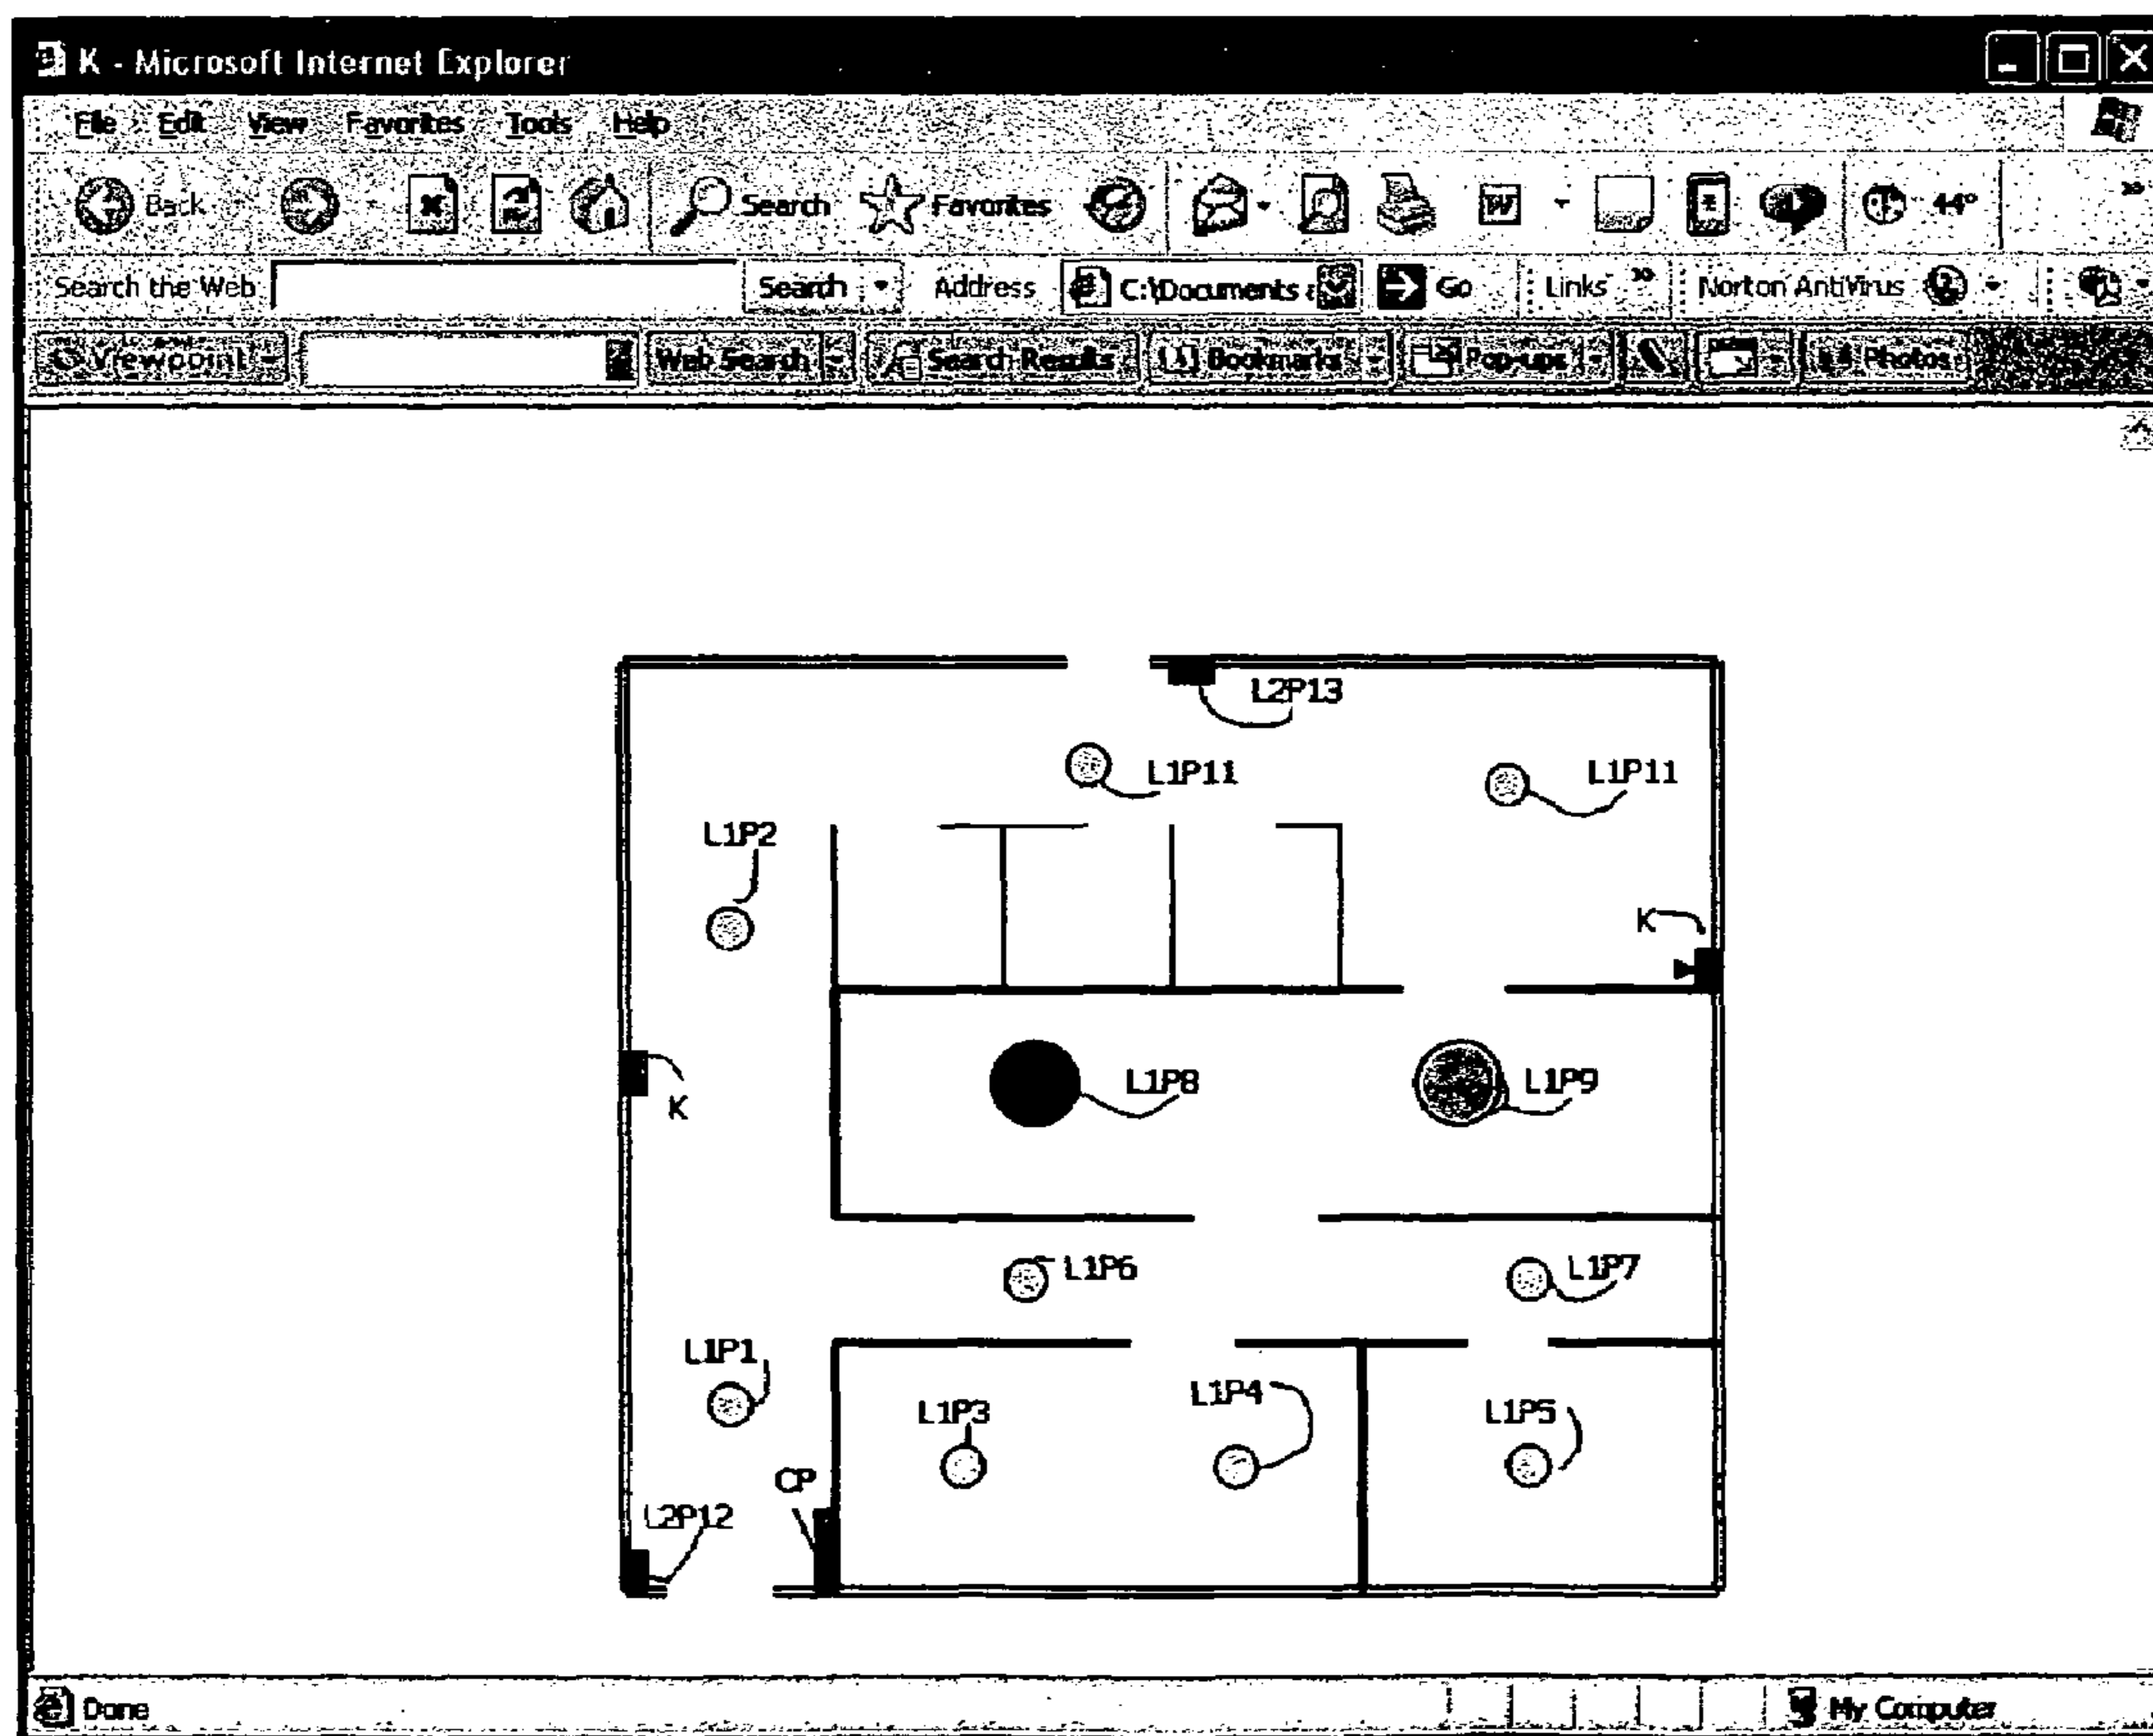 K - Microsoft Internet Explorer
File Edit View Favorites Tools Help
Back Search Favorites W 44° »
Search the Web Search Address C:\Documents a Go Links » Norton AntiVirus
Viewpoint Web Search Search Results Bookmarks Pop-ups Photos
L2P13
L1P11 L1P11
L1P2
K
L1P8 L1P9
K
L1P6 L1P7
L1P1
L1P4
L1P3 L1P5
CP
L2P12
Done My Computer